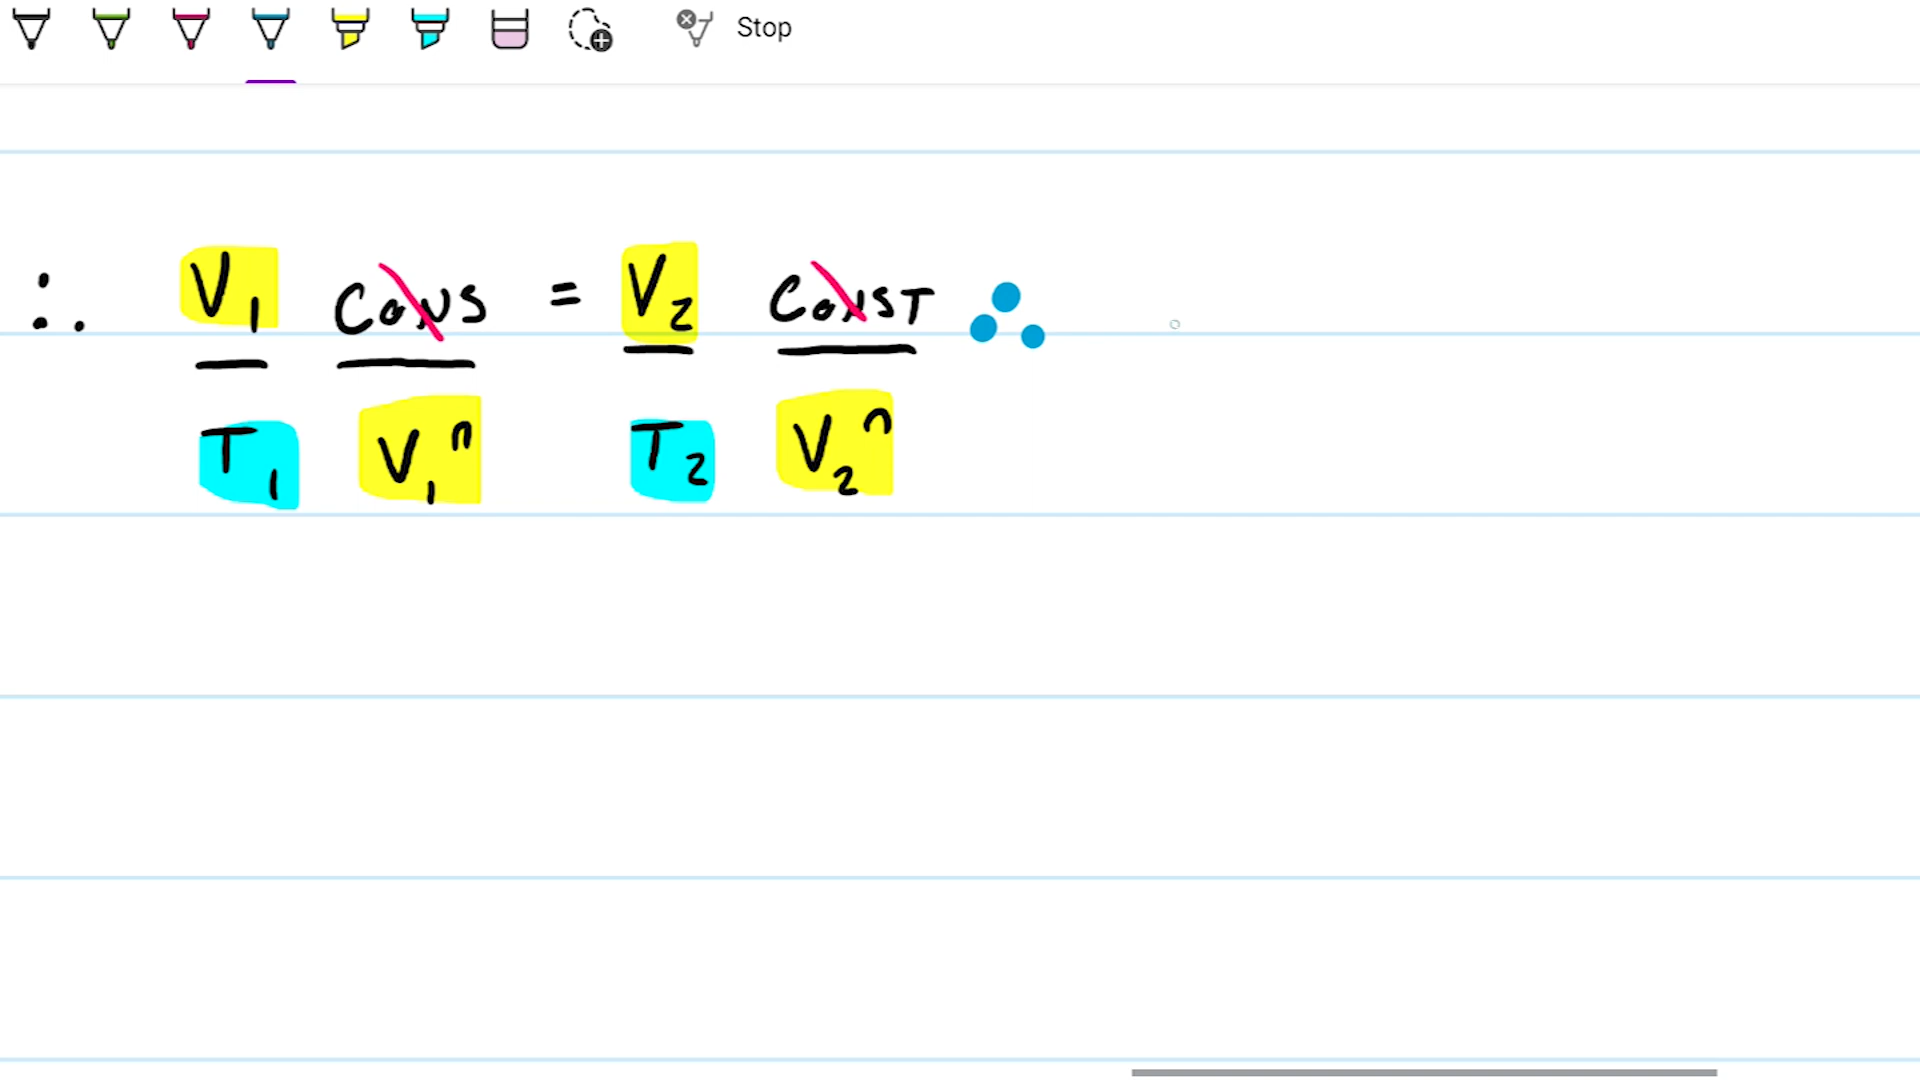 Stop
∴ V₁ CONS = V₂ CONST ∴
T₁ V₁ⁿ T₂ V₂ⁿ